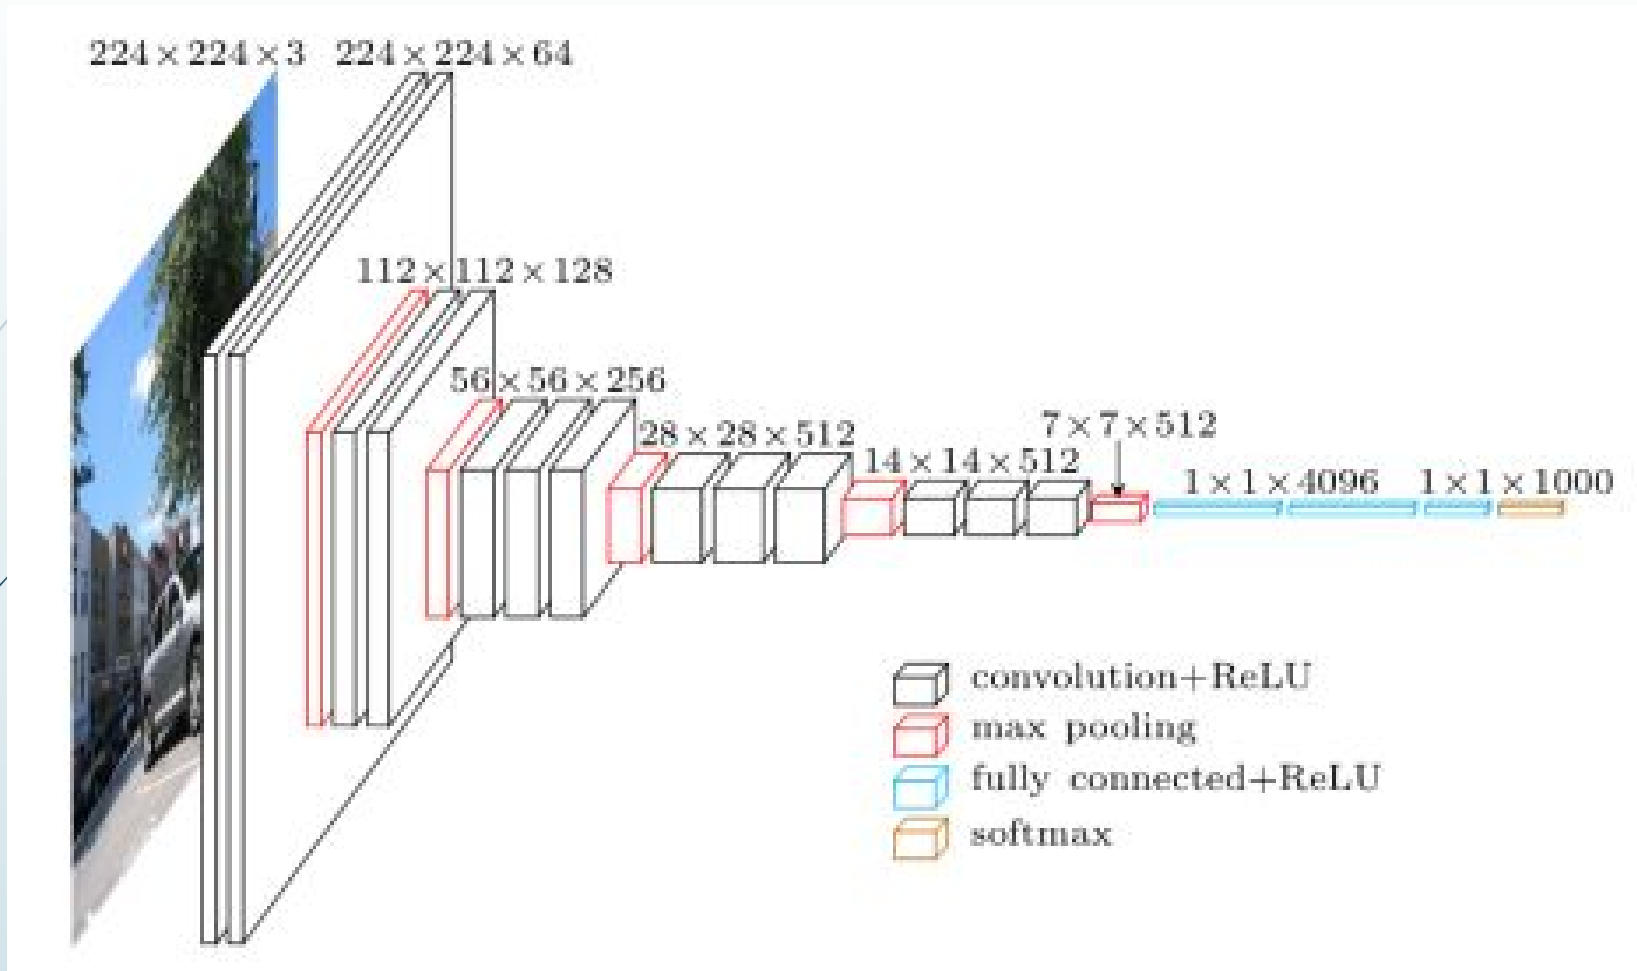 224 × 224 × 3
224 × 224 × 64
112 × 112 × 128
56 × 56 × 256
28 × 28 × 512
14 × 14 × 512
7 × 7 × 512
1 × 1 × 4096
1 × 1 × 1000
convolution+ReLU
max pooling
fully connected+ReLU
softmax